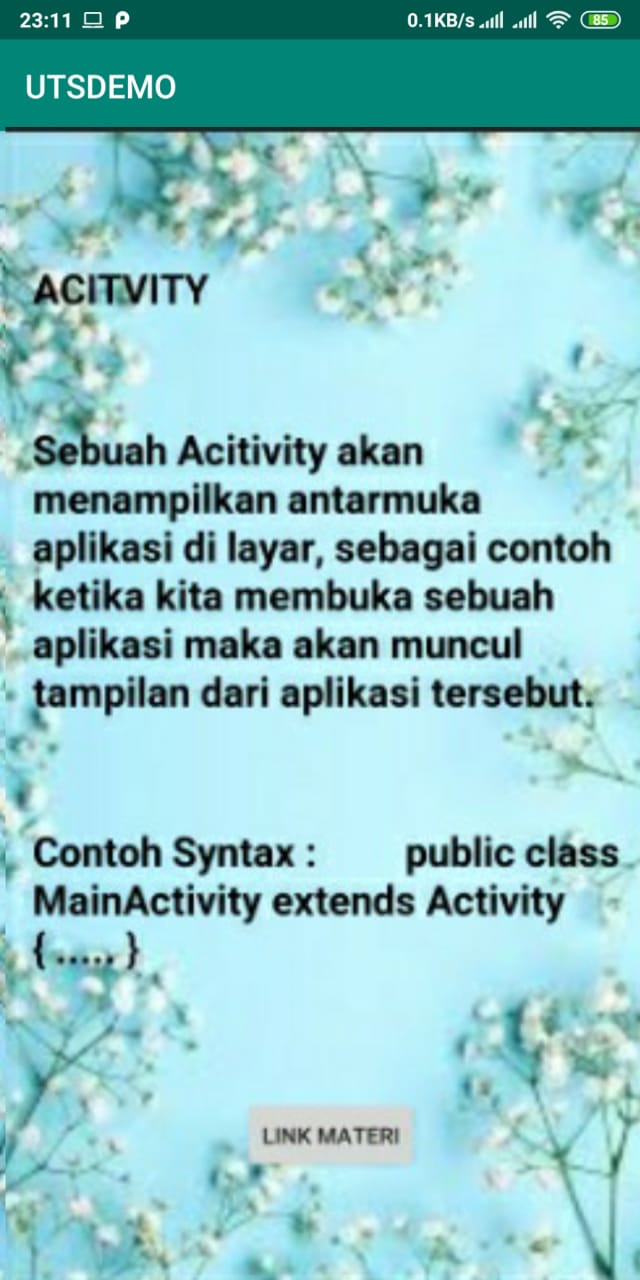 23:11 0.1KB/s 85
UTSDEMO
ACITVITY
Sebuah Acitivity akan
menampilkan antarmuka
aplikasi di layar, sebagai contoh
ketika kita membuka sebuah
aplikasi maka akan muncul
tampilan dari aplikasi tersebut.
Contoh Syntax : public class
MainActivity extends Activity
{ ..... }
LINK MATERI